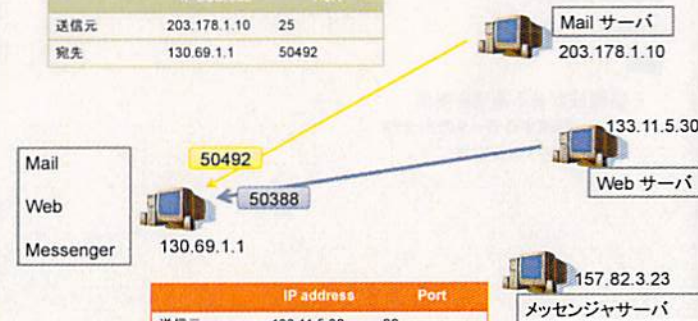 送信元 203.178.1.10 25
宛先 130.69.1.1 50492
Mail サーバ
203.178.1.10
133.11.5.30
Web サーバ
50492
50388
Mail
Web
Messenger
130.69.1.1
157.82.3.23
メッセンジャサーバ
IP address Port